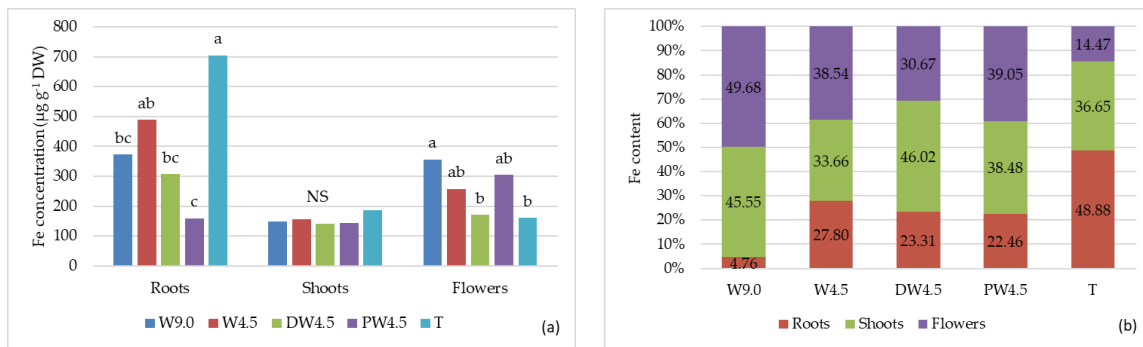 800
700
600
500
400
300
200
100
0
Fe concentration (µg g⁻¹ DW)
bc
ab
bc
c
a
NS
a
ab
b
ab
b
Roots
Shoots
Flowers
W9.0
W4.5
DW4.5
PW4.5
T
(a)
100%
90%
80%
70%
60%
50%
40%
30%
20%
10%
0%
Fe content
49.68
38.54
30.67
39.05
14.47
45.55
33.66
46.02
38.48
36.65
4.76
27.80
23.31
22.46
48.88
W9.0
W4.5
DW4.5
PW4.5
T
Roots
Shoots
Flowers
(b)